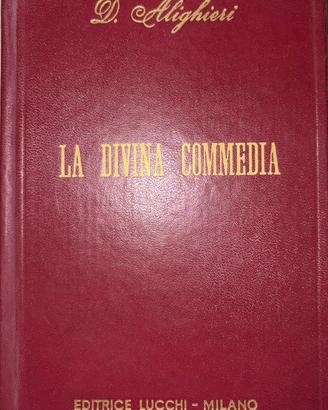 D. Alighieri
LA DIVINA COMMEDIA
EDITRICE LUCCHI - MILANO